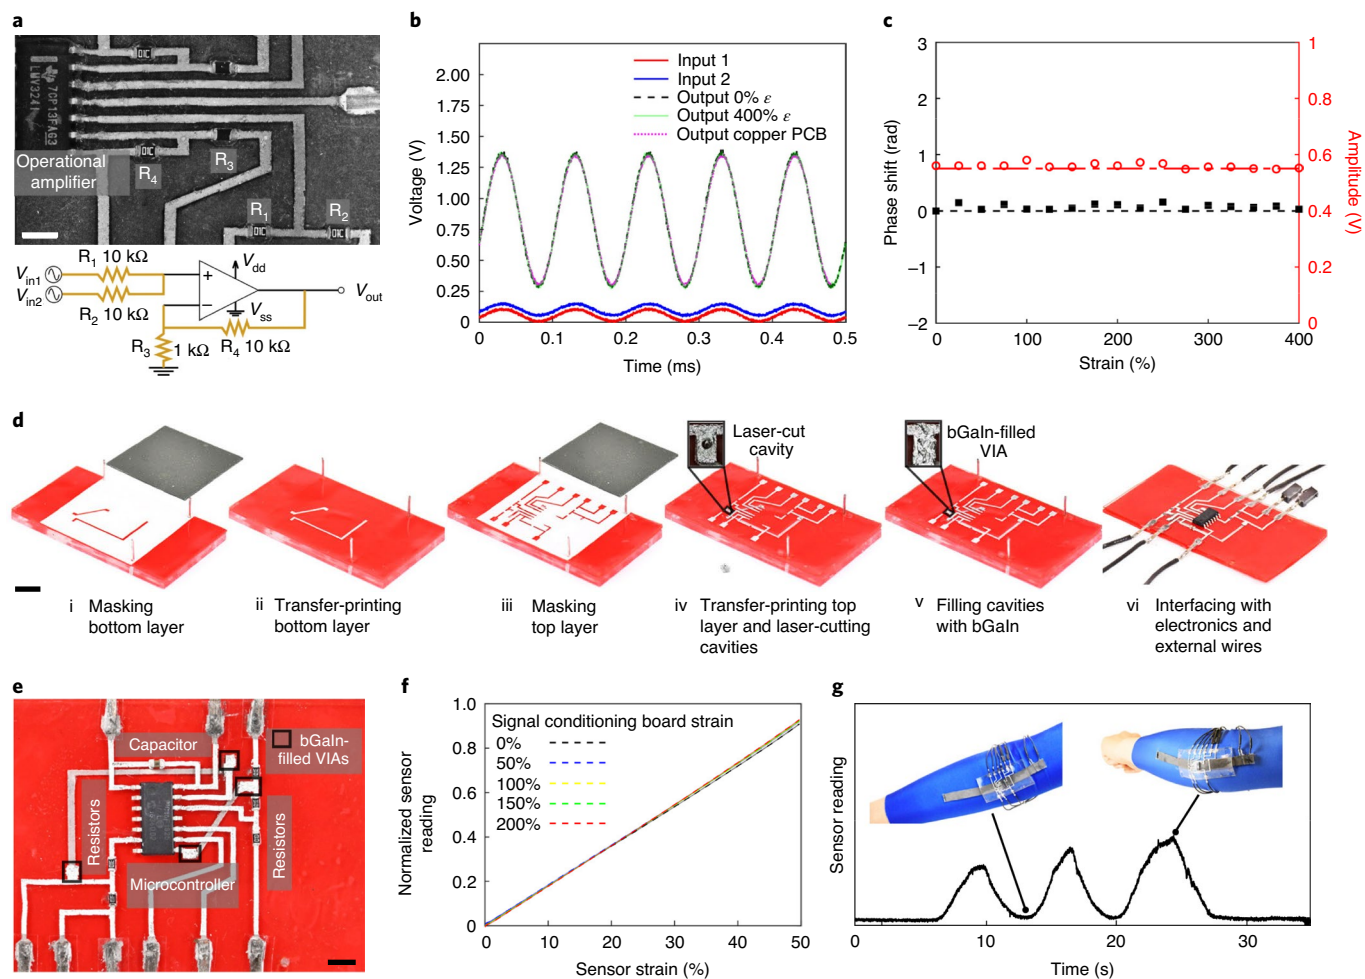 a
LMV324I
7CP13FAG3
01C
01C
Operational
amplifier
R4
R3
R1
R2
01C
01C
Vin1
R1 10 kΩ
Vdd
+
−
Vout
Vin2
R2 10 kΩ
Vss
R3 1 kΩ
R4 10 kΩ
b
Voltage (V)
2.00
1.75
1.50
1.25
1.00
0.75
0.50
0.25
0
Input 1
Input 2
Output 0% ε
Output 400% ε
Output copper PCB
0 0.1 0.2 0.3 0.4 0.5
Time (ms)
c
Phase shift (rad)
3
2
1
0
−1
−2
1
0.8
0.6
0.4
0.2
0
Amplitude (V)
0 100 200 300 400
Strain (%)
d
Laser-cut
cavity
bGaIn-filled
VIA
i Masking
bottom layer
ii Transfer-printing
bottom layer
iii Masking
top layer
iv Transfer-printing top
layer and laser-cutting
cavities
v Filling cavities
with bGaIn
vi Interfacing with
electronics and
external wires
e
Capacitor
bGaIn-
filled VIAs
Resistors
Resistors
Microcontroller
f
Normalized sensor
reading
1.0
0.8
0.6
0.4
0.2
0
Signal conditioning board strain
0%
50%
100%
150%
200%
0 10 20 30 40 50
Sensor strain (%)
g
Sensor reading
0 10 20 30
Time (s)